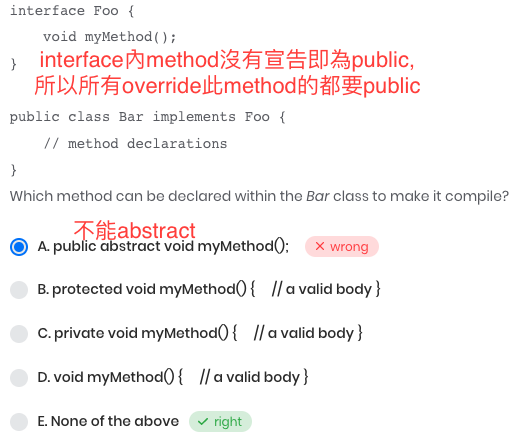 interface Foo {
void myMethod();
}
interface內method沒有宣告即為public,
所以所有override此method的都要public
public class Bar implements Foo {
// method declarations
}
Which method can be declared within the Bar class to make it compile?
不能abstract
A. public abstract void myMethod(); × wrong
B. protected void myMethod() { // a valid body }
C. private void myMethod() { // a valid body }
D. void myMethod() { // a valid body }
E. None of the above ✓ right